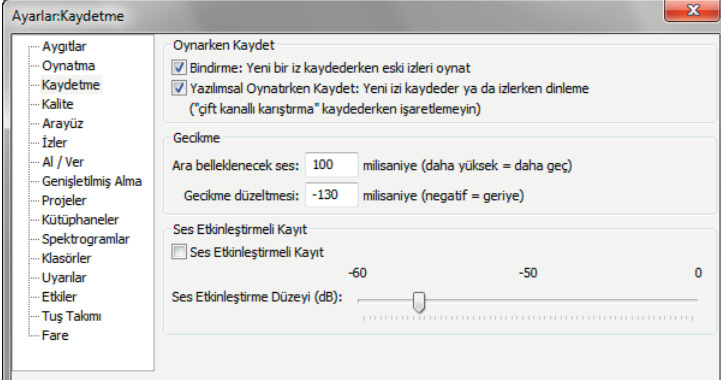 Ayarlar:Kaydetme
Aygıtlar
Oynatma
Kaydetme
Kalite
Arayüz
İzler
Al / Ver
Genişletilmiş Alma
Projeler
Kütüphaneler
Spektrogramlar
Klasörler
Uyarılar
Etkiler
Tuş Takımı
Fare
Oynarken Kaydet
Bindirme: Yeni bir iz kaydederken eski izleri oynat
Yazılımsal Oynatırken Kaydet: Yeni izi kaydeder ya da izlerken dinleme
("çift kanallı karıştırma" kaydederken işaretlemeyin)
Gecikme
Ara belleklenecek ses: 100 milisaniye (daha yüksek = daha geç)
Gecikme düzeltmesi: -130 milisaniye (negatif = geriye)
Ses Etkinleştirmeli Kayıt
Ses Etkinleştirmeli Kayıt
-60 -50 0
Ses Etkinleştirme Düzeyi (dB):